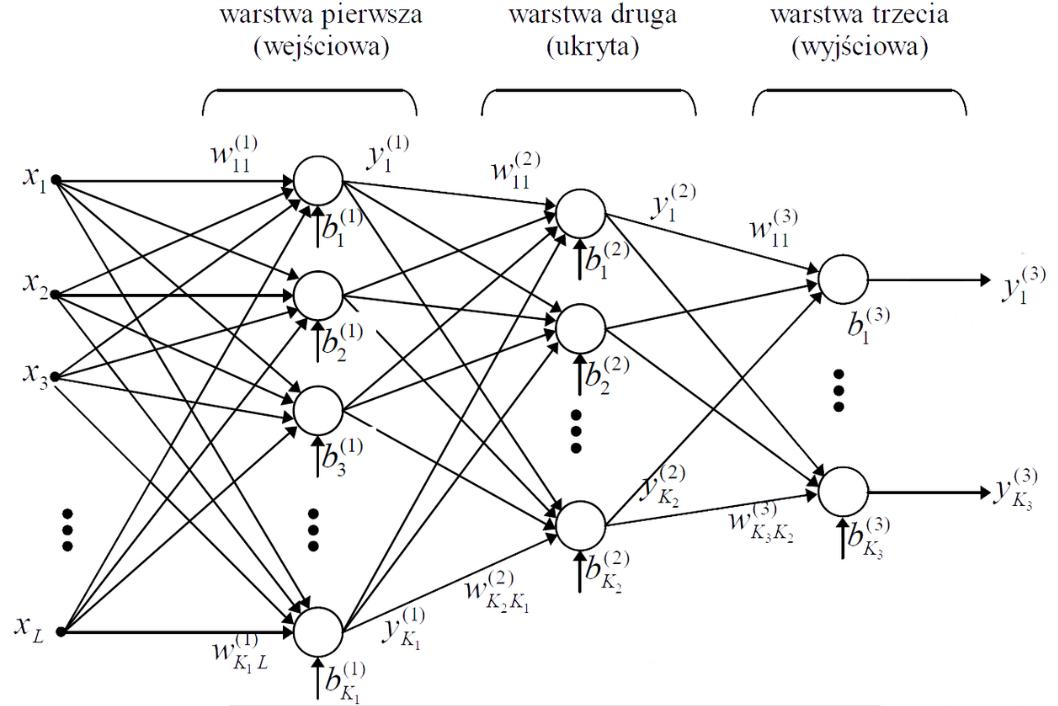 warstwa pierwsza
(wejściowa)
warstwa druga
(ukryta)
warstwa trzecia
(wyjściowa)
x_1
x_2
x_3
x_L
w_{11}^{(1)}
w_{K_1 L}^{(1)}
b_1^{(1)}
b_2^{(1)}
b_3^{(1)}
b_{K_1}^{(1)}
y_1^{(1)}
y_{K_1}^{(1)}
w_{11}^{(2)}
w_{K_2 K_1}^{(2)}
b_1^{(2)}
b_2^{(2)}
b_{K_2}^{(2)}
y_1^{(2)}
y_{K_2}^{(2)}
w_{11}^{(3)}
w_{K_3 K_2}^{(3)}
b_1^{(3)}
b_{K_3}^{(3)}
y_1^{(3)}
y_{K_3}^{(3)}